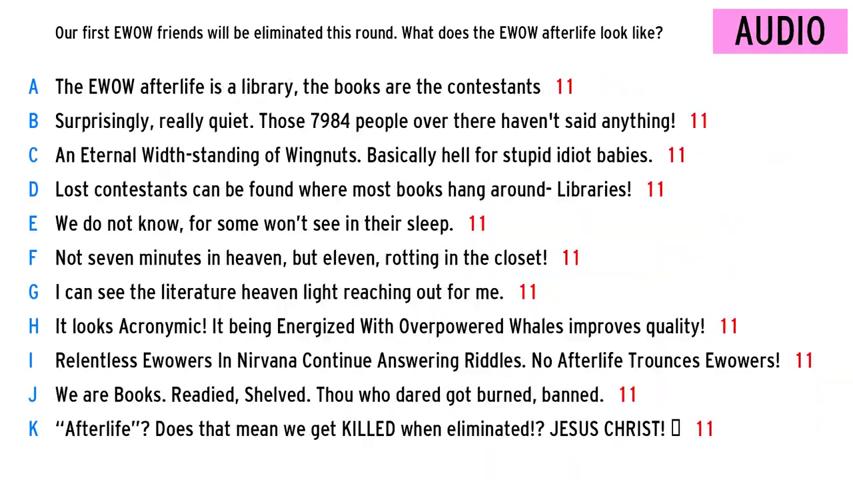 Our first EWOW friends will be eliminated this round. What does the EWOW afterlife look like?
AUDIO
A The EWOW afterlife is a library, the books are the contestants 11
B Surprisingly, really quiet. Those 7984 people over there haven't said anything! 11
C An Eternal Width-standing of Wingnuts. Basically hell for stupid idiot babies. 11
D Lost contestants can be found where most books hang around- Libraries! 11
E We do not know, for some won’t see in their sleep. 11
F Not seven minutes in heaven, but eleven, rotting in the closet! 11
G I can see the literature heaven light reaching out for me. 11
H It looks Acronymic! It being Energized With Overpowered Whales improves quality! 11
I Relentless Ewowers In Nirvana Continue Answering Riddles. No Afterlife Trounces Ewowers! 11
J We are Books. Readied, Shelved. Thou who dared got burned, banned. 11
K “Afterlife”? Does that mean we get KILLED when eliminated!? JESUS CHRIST! ▯ 11